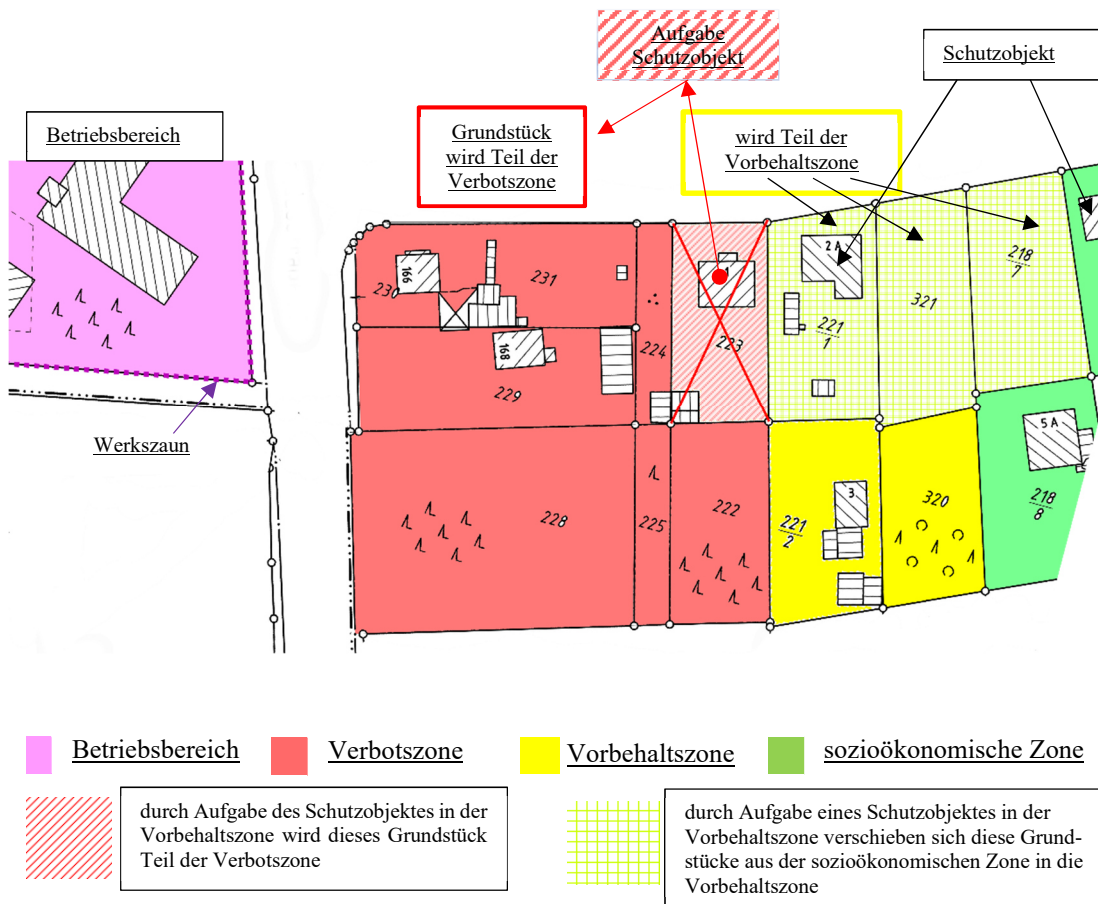 Aufgabe
Schutzobjekt
Schutzobjekt
Betriebsbereich
Grundstück
wird Teil der
Verbotszone
wird Teil der
Vorbehaltszone
166
230
231
1
2 A
321
218
7
221
1
223
224
168
229
Werkszaun
228
225
222
221
2
3
320
5 A
218
8
Betriebsbereich
Verbotszone
Vorbehaltszone
sozioökonomische Zone
durch Aufgabe des Schutzobjektes in der
Vorbehaltszone wird dieses Grundstück
Teil der Verbotszone
durch Aufgabe eines Schutzobjektes in der
Vorbehaltszone verschieben sich diese Grund-
stücke aus der sozioökonomischen Zone in die
Vorbehaltszone